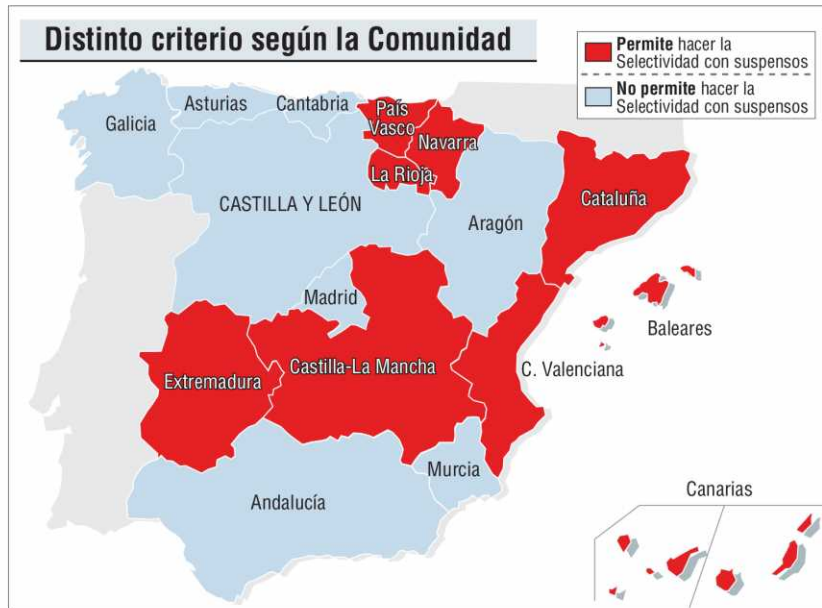 Distinto criterio según la Comunidad
Permite hacer la
Selectividad con suspensos
No permite hacer la
Selectividad con suspensos
Galicia
Asturias
Cantabria
País
Vasco
Navarra
La Rioja
CASTILLA Y LEÓN
Aragón
Cataluña
Madrid
Baleares
Extremadura
Castilla-La Mancha
C. Valenciana
Murcia
Andalucía
Canarias